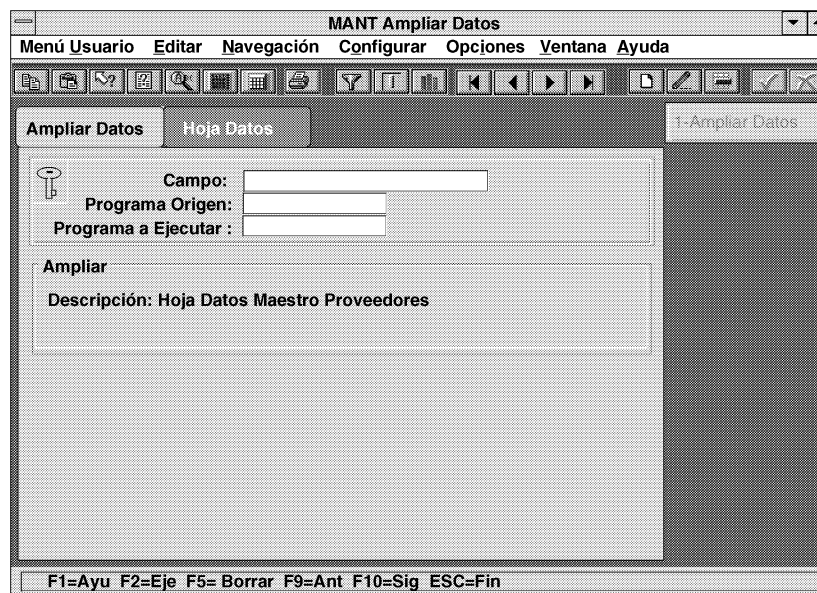 MANT Ampliar Datos
Menú Usuario Editar Navegación Configurar Opciones Ventana Ayuda
Ampliar Datos Hoja Datos 1-Ampliar Datos
Campo:
Programa Origen:
Programa a Ejecutar :
Ampliar
Descripción: Hoja Datos Maestro Proveedores
F1=Ayu F2=Eje F5= Borrar F9=Ant F10=Sig ESC=Fin